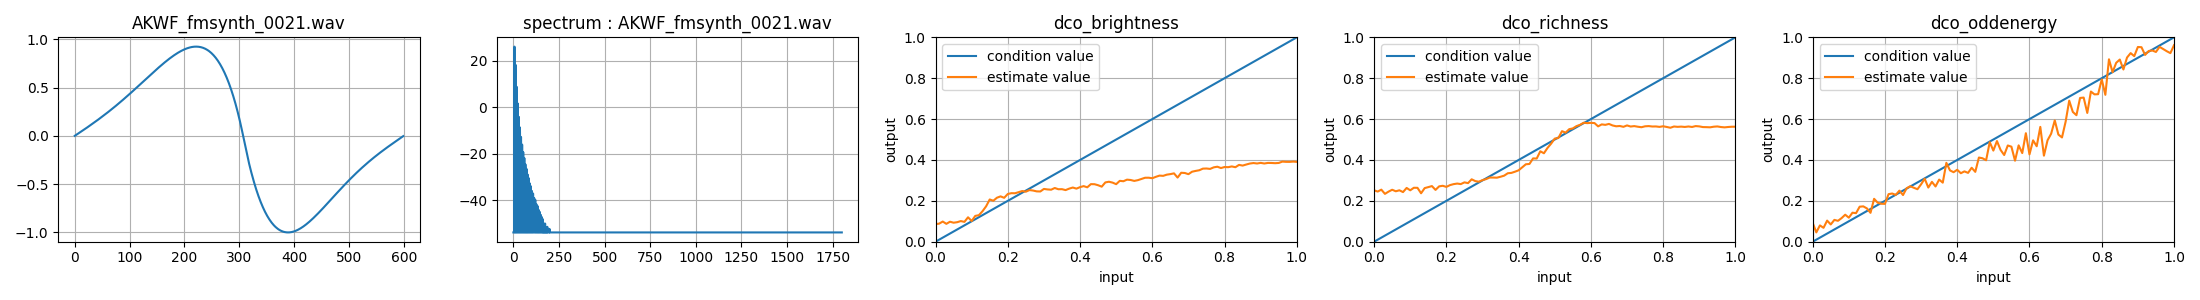 AKWF_fmsynth_0021.wav
1.0
0.5
0.0
−0.5
−1.0
0 100 200 300 400 500 600
spectrum : AKWF_fmsynth_0021.wav
20
0
−20
−40
0 250 500 750 1000 1250 1500 1750
dco_brightness
condition value
estimate value
output
1.0
0.8
0.6
0.4
0.2
0.0
0.0 0.2 0.4 0.6 0.8 1.0
input
dco_richness
condition value
estimate value
output
1.0
0.8
0.6
0.4
0.2
0.0
0.0 0.2 0.4 0.6 0.8 1.0
input
dco_oddenergy
condition value
estimate value
output
1.0
0.8
0.6
0.4
0.2
0.0
0.0 0.2 0.4 0.6 0.8 1.0
input